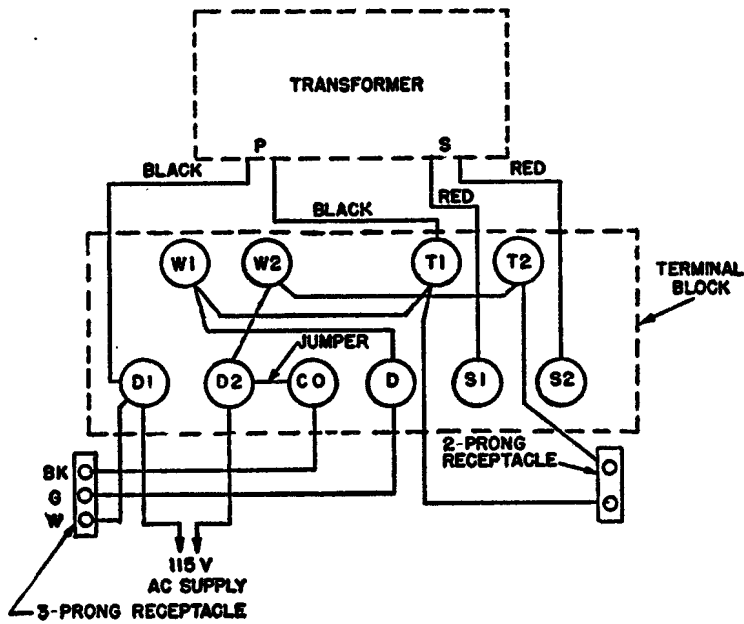 TRANSFORMER
P S
BLACK RED
BLACK RED
W1 W2 T1 T2
TERMINAL
BLOCK
JUMPER
D1 D2 CO D S1 S2
2-PRONG
RECEPTACLE
BK
G
W
115 V
AC SUPPLY
3-PRONG RECEPTACLE